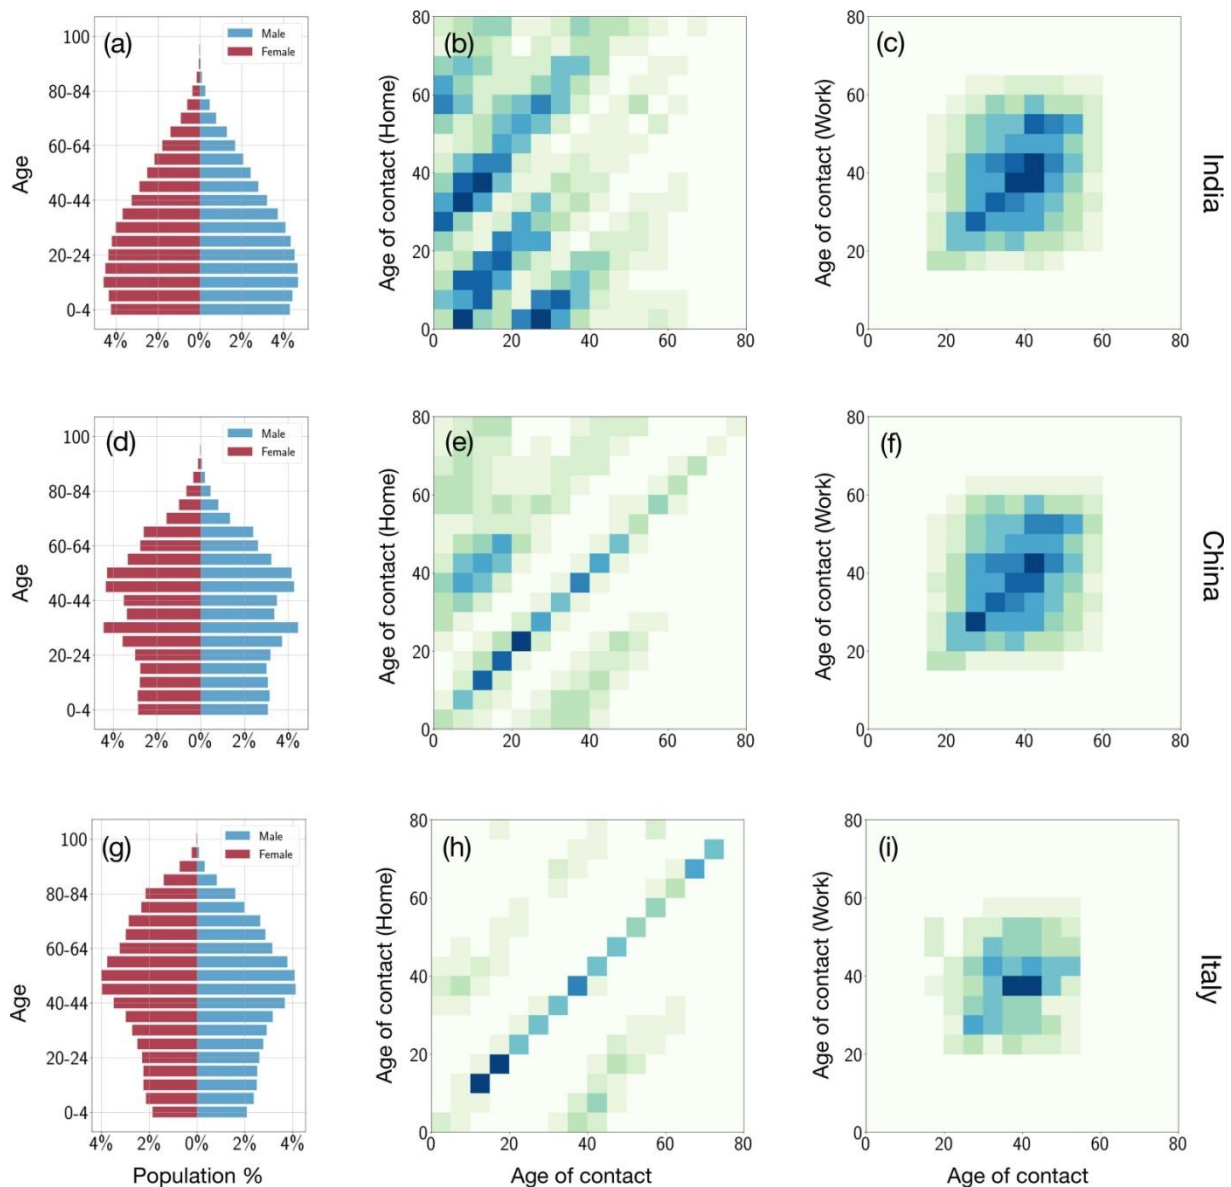 (a)
Male
Female
100
80-84
60-64
40-44
20-24
0-4
Age
4% 2% 0% 2% 4%
(b)
80
60
40
20
0
Age of contact (Home)
0 20 40 60 80
(c)
80
60
40
20
0
Age of contact (Work)
0 20 40 60 80
India
(d)
Male
Female
100
80-84
60-64
40-44
20-24
0-4
Age
4% 2% 0% 2% 4%
(e)
80
60
40
20
0
Age of contact (Home)
0 20 40 60 80
(f)
80
60
40
20
0
Age of contact (Work)
0 20 40 60 80
China
(g)
Male
Female
100
80-84
60-64
40-44
20-24
0-4
Age
4% 2% 0% 2% 4%
Population %
(h)
80
60
40
20
0
Age of contact (Home)
0 20 40 60 80
Age of contact
(i)
80
60
40
20
0
Age of contact (Work)
0 20 40 60 80
Age of contact
Italy